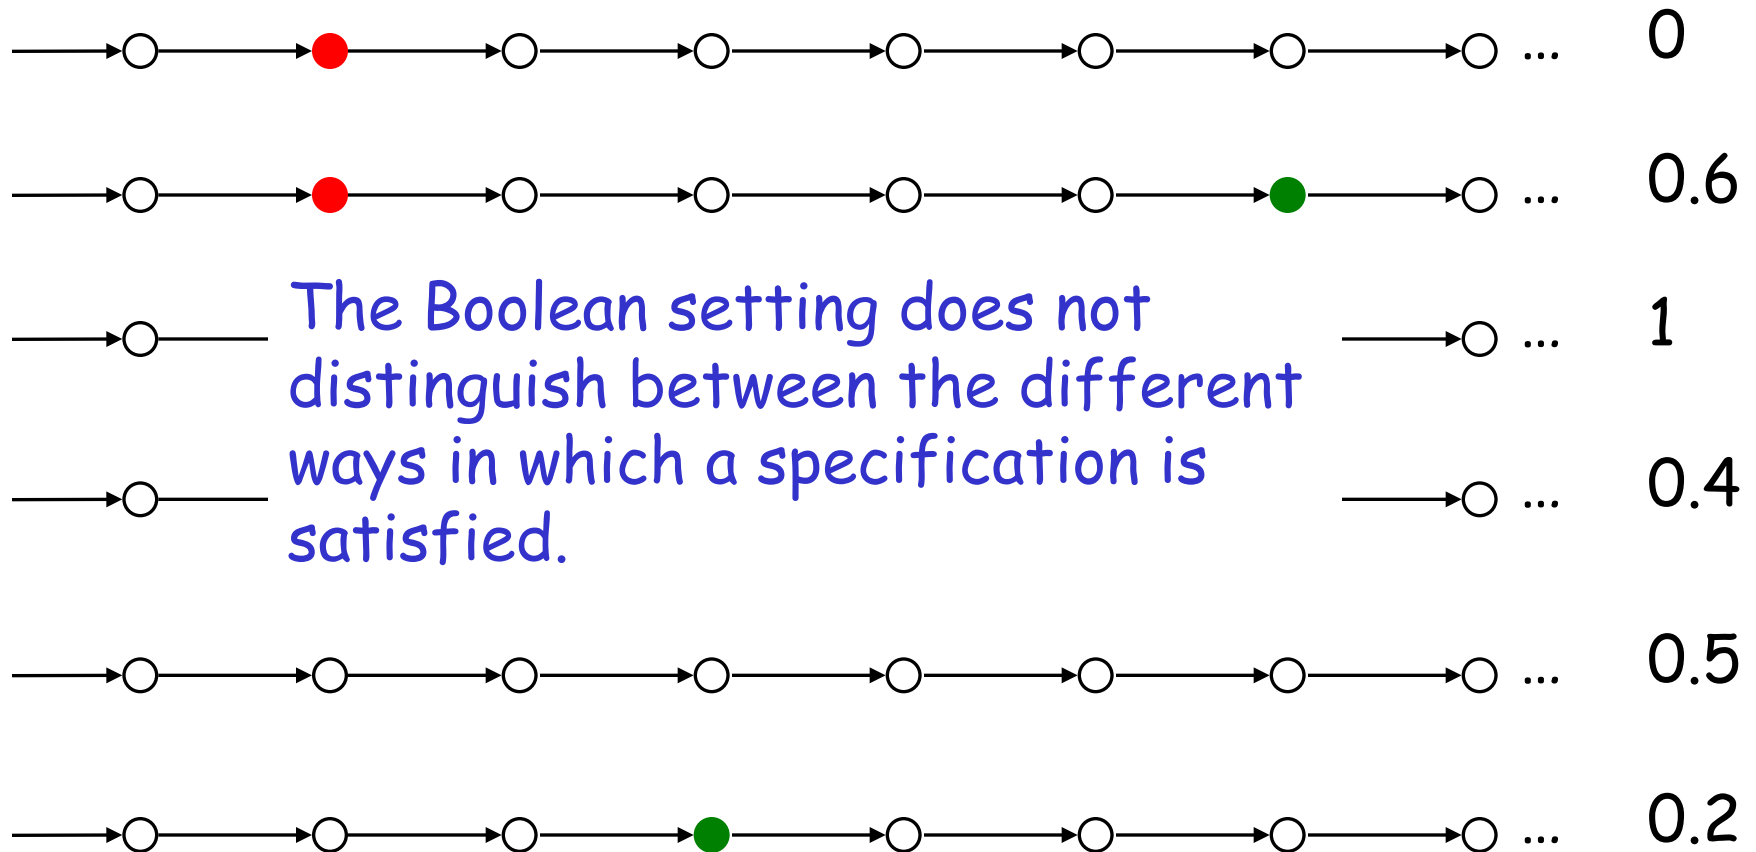 ... 0
... 0.6
The Boolean setting does not
... 1
distinguish between the different
ways in which a specification is
... 0.4
satisfied.
... 0.5
... 0.2